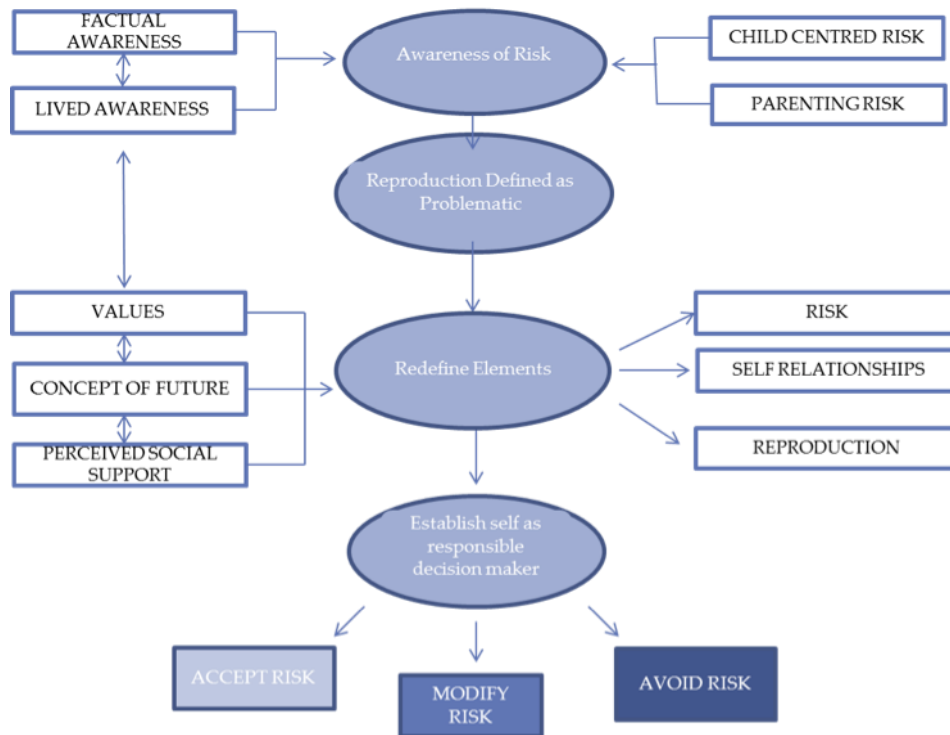 FACTUAL
AWARENESS
LIVED AWARENESS
Awareness of Risk
CHILD CENTRED RISK
PARENTING RISK
Reproduction Defined as
Problematic
VALUES
CONCEPT OF FUTURE
PERCEIVED SOCIAL
SUPPORT
Redefine Elements
RISK
SELF RELATIONSHIPS
REPRODUCTION
Establish self as
responsible
decision maker
ACCEPT RISK
MODIFY
RISK
AVOID RISK